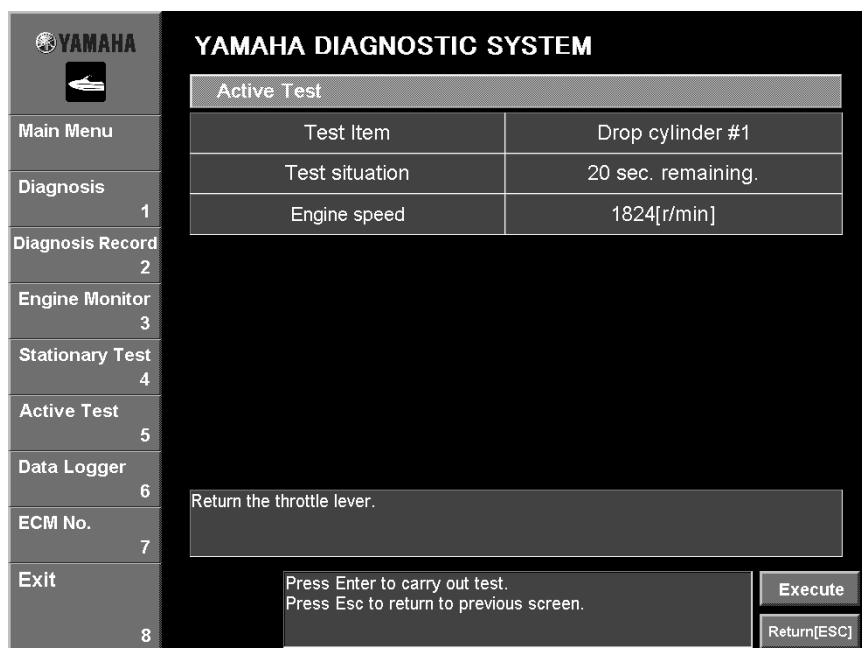 YAMAHA
YAMAHA DIAGNOSTIC SYSTEM
Active Test
Main Menu
Diagnosis
1
Diagnosis Record
2
Engine Monitor
3
Stationary Test
4
Active Test
5
Data Logger
6
ECM No.
7
Exit
8
Test Item Drop cylinder #1
Test situation 20 sec. remaining.
Engine speed 1824[r/min]
Return the throttle lever.
Press Enter to carry out test.
Press Esc to return to previous screen.
Execute
Return[ESC]